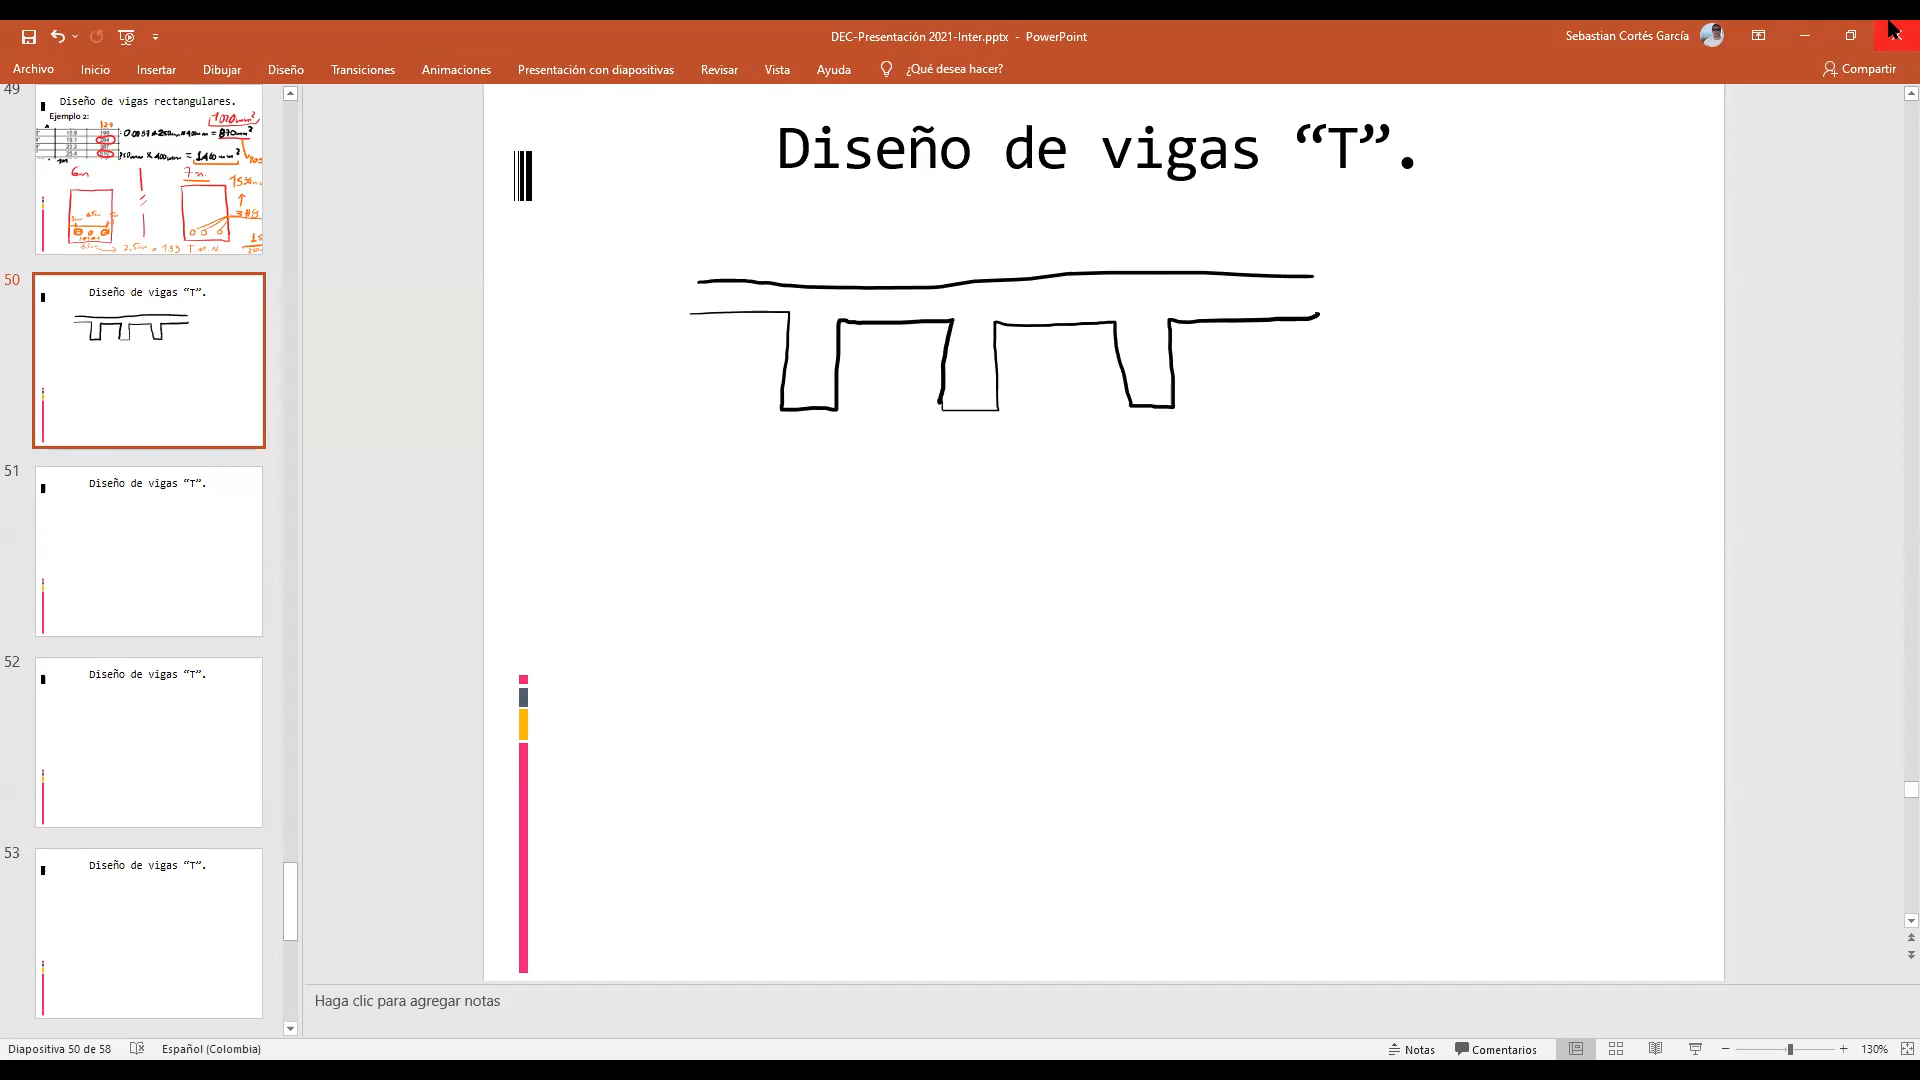 DEC-Presentación 2021-Inter.pptx - PowerPoint
Sebastian Cortés García
Archivo
Inicio
Insertar
Dibujar
Diseño
Transiciones
Animaciones
Presentación con diapositivas
Revisar
Vista
Ayuda
¿Qué desea hacer?
Compartir
49
Diseño de vigas rectangulares.
Ejemplo 2:
6m
7m
50
Diseño de vigas “T”.
51
Diseño de vigas “T”.
52
Diseño de vigas “T”.
53
Diseño de vigas “T”.
Diseño de vigas “T”.
Haga clic para agregar notas
Diapositiva 50 de 58
Español (Colombia)
Notas
Comentarios
130%